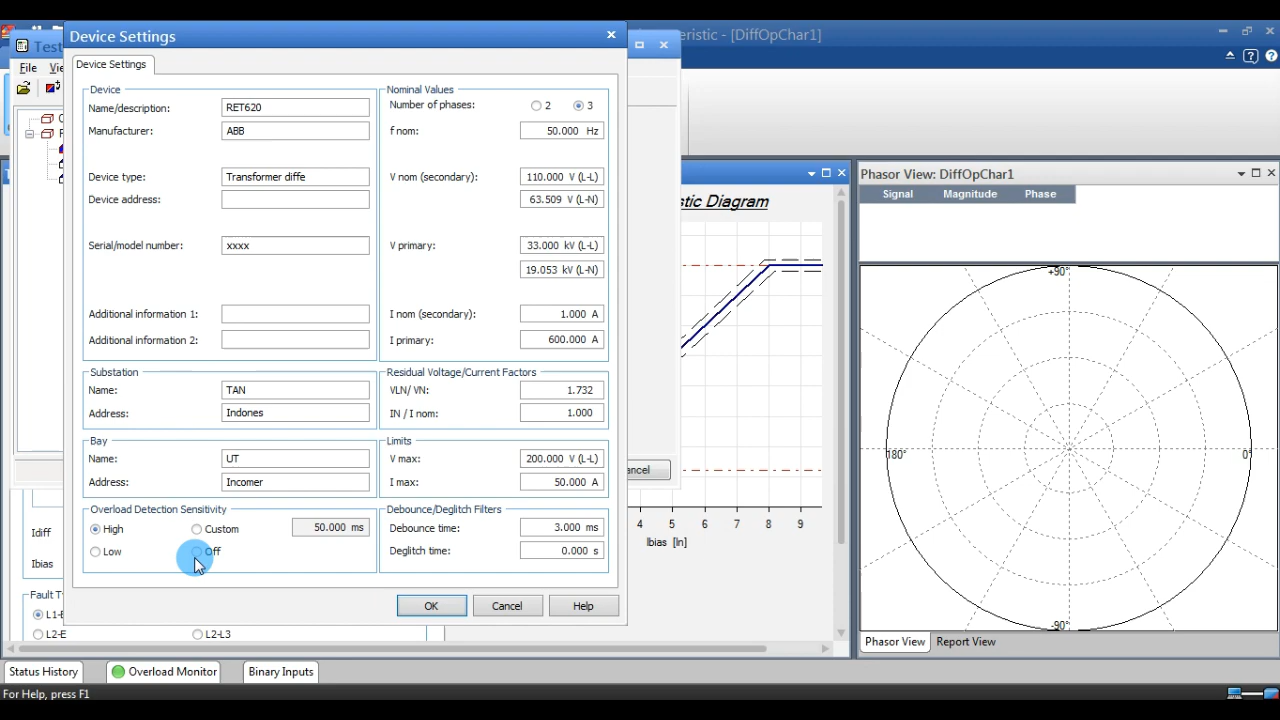 Device Settings
eristic - [DiffOpChar1]
Test
File
Vie
Device Settings
Device
Name/description:
RET620
Manufacturer:
ABB
Device type:
Transformer diffe
Device address:
Serial/model number:
xxxx
Additional information 1:
Additional information 2:
Substation
Name:
TAN
Address:
Indones
Bay
Name:
UT
Address:
Incomer
Overload Detection Sensitivity
High
Custom
50.000 ms
Low
Off
Nominal Values
Number of phases:
2
3
f nom:
50.000 Hz
V nom (secondary):
110.000 V (L-L)
63.509 V (L-N)
V primary:
33.000 kV (L-L)
19.053 kV (L-N)
I nom (secondary):
1.000 A
I primary:
600.000 A
Residual Voltage/Current Factors
VLN/ VN:
1.732
IN / I nom:
1.000
Limits
V max:
200.000 V (L-L)
I max:
50.000 A
Debounce/Deglitch Filters
Debounce time:
3.000 ms
Deglitch time:
0.000 s
OK
Cancel
Help
ancel
stic Diagram
4 5 6 7 8 9
Ibias [In]
Idiff
Ibias
Fault T
L1-E
L2-E
L2-L3
Phasor View: DiffOpChar1
Signal Magnitude Phase
+90°
180°
0°
-90°
Phasor View
Report View
Status History
Overload Monitor
Binary Inputs
For Help, press F1